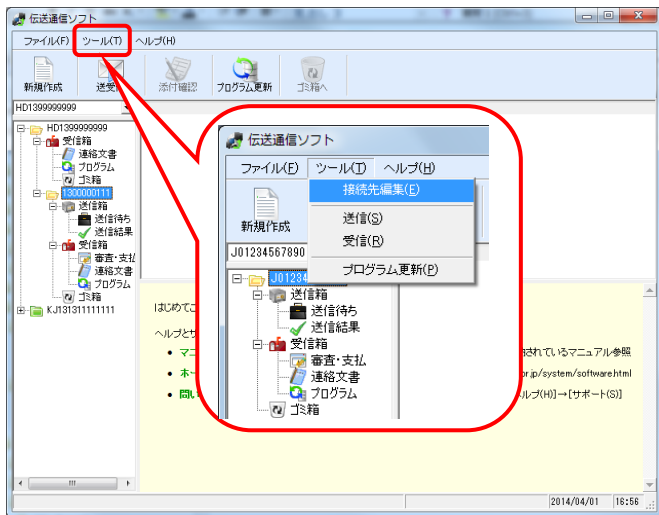 伝送通信ソフト
ファイル(F) ツール(T) ヘルプ(H)
新規作成 送受 添付確認 プログラム更新 ゴミ箱へ
HD1399999999
HD1399999999
受信箱
連絡文書
プログラム
ゴミ箱
1300000111
送信箱
送信待ち
送信結果
受信箱
審査・支払
連絡文書
プログラム
ゴミ箱
KJ131311111111
はじめてこ
ヘルプとサ
• マニ
• ホー
• 問い
されているマニュアル参照
or.jp/system/software.html
ルプ(H)]→[サポート(S)]
伝送通信ソフト
ファイル(F) ツール(T) ヘルプ(H)
新規作成
接続先編集(E)
送信(S)
受信(R)
プログラム更新(P)
J01234567890
J01234
送信箱
送信待ち
送信結果
受信箱
審査・支払
連絡文書
プログラム
ゴミ箱
2014/04/01 16:56